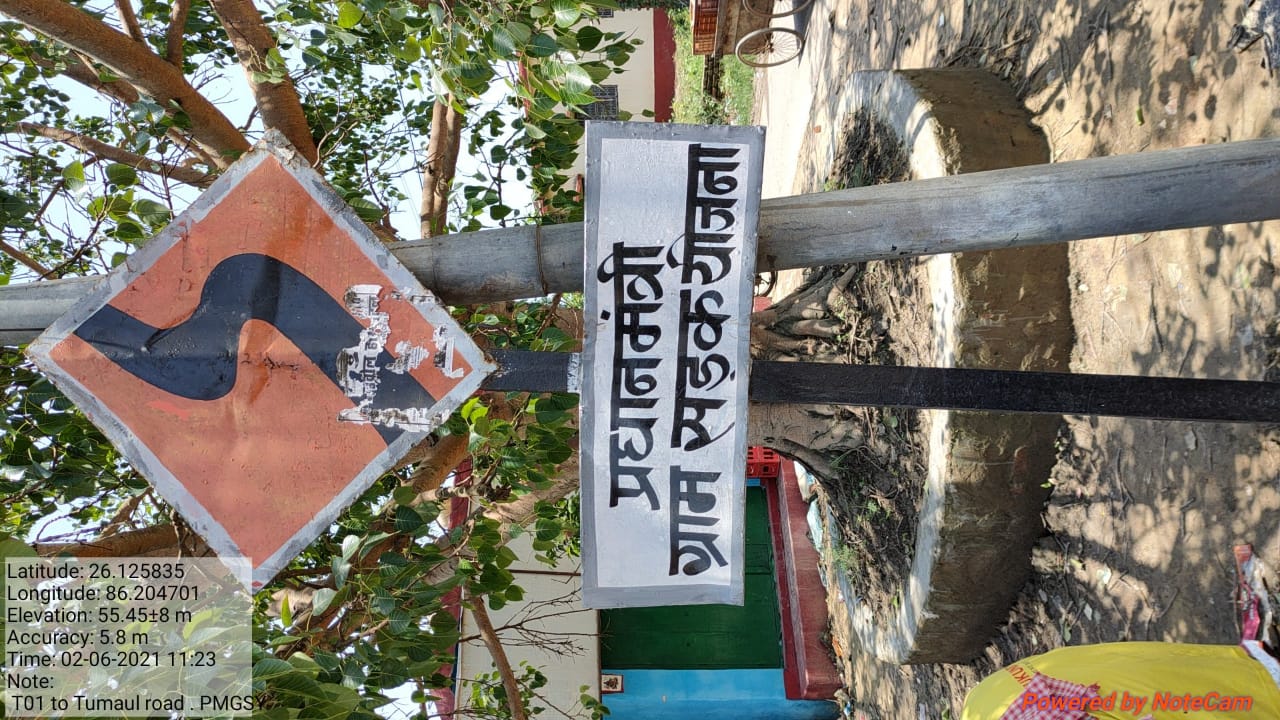 प्रधानमंत्री
ग्राम सड़क योजना
Latitude: 26.125835
Longitude: 86.204701
Elevation: 55.45±8 m
Accuracy: 5.8 m
Time: 02-06-2021 11:23
Note:
T01 to Tumaul road . PMGSY
Powered by NoteCam